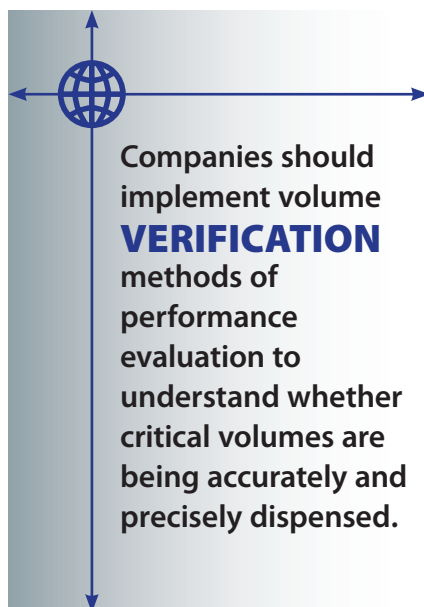 Companies should
implement volume
VERIFICATION
methods of
performance
evaluation to
understand whether
critical volumes are
being accurately and
precisely dispensed.